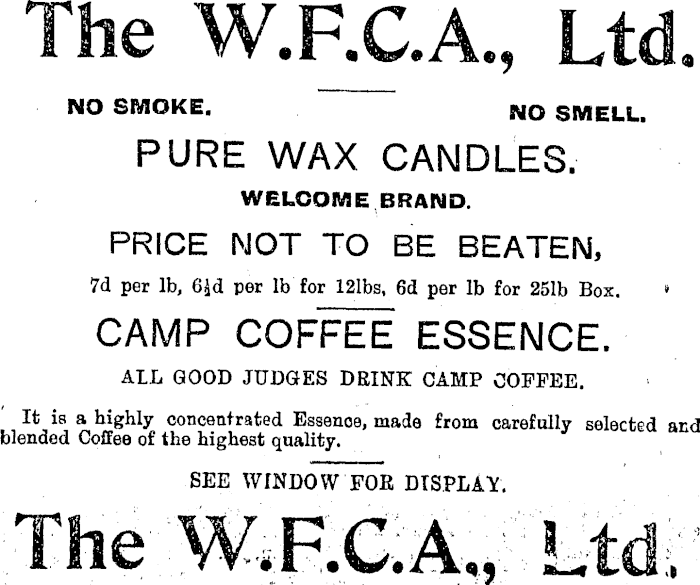 The W.F.C.A., Ltd.
NO SMOKE. NO SMELL.
PURE WAX CANDLES.
WELCOME BRAND.
PRICE NOT TO BE BEATEN,
7d per lb, 6½d per lb for 12lbs, 6d per lb for 25lb Box.
CAMP COFFEE ESSENCE.
ALL GOOD JUDGES DRINK CAMP COFFEE.
It is a highly concentrated Essence, made from carefully selected and
blended Coffee of the highest quality.
SEE WINDOW FOR DISPLAY.
The W.F.C.A., Ltd.